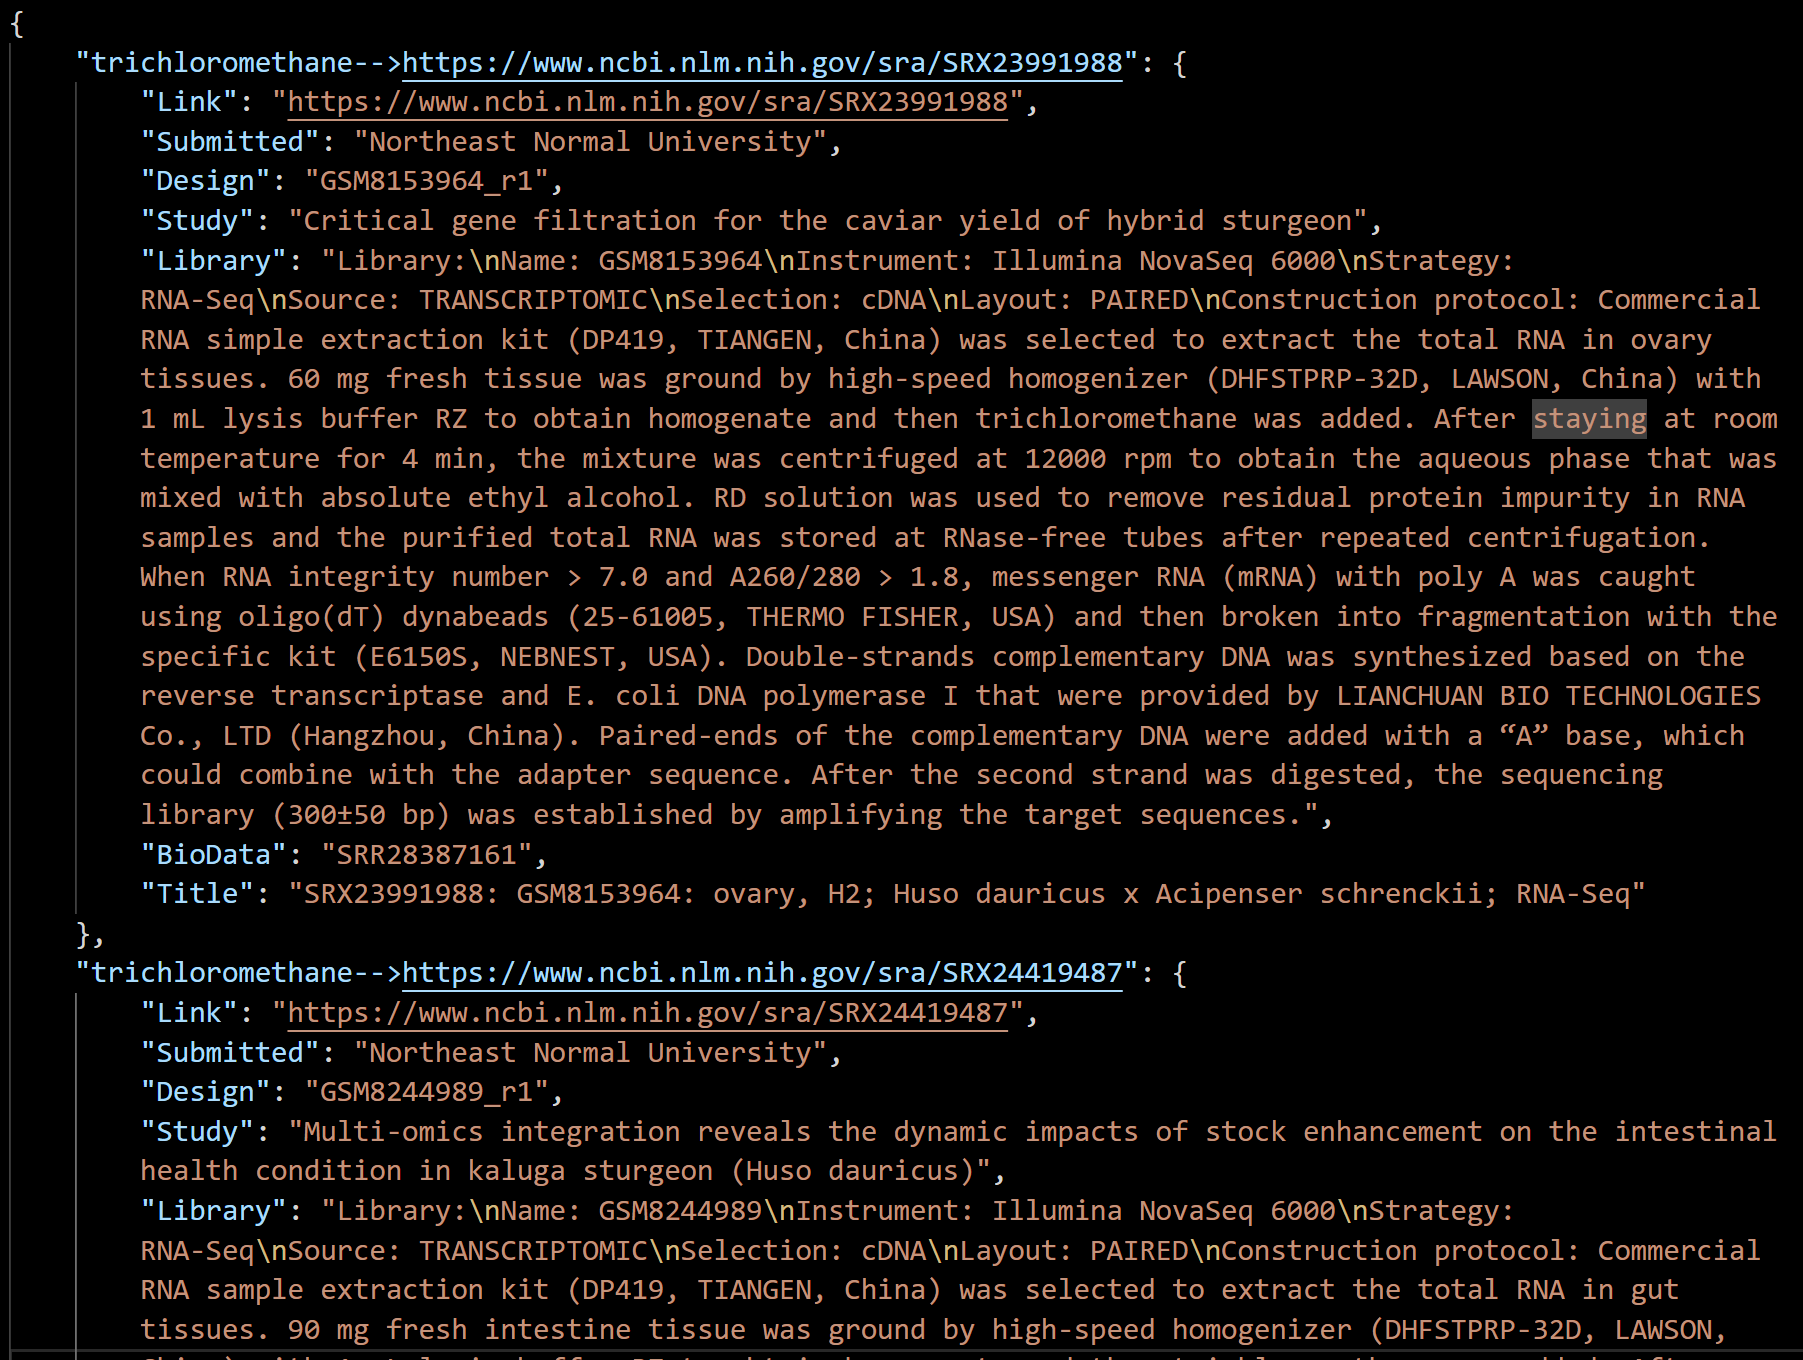 {
"trichloromethane-->https://www.ncbi.nlm.nih.gov/sra/SRX23991988": {
"Link": "https://www.ncbi.nlm.nih.gov/sra/SRX23991988",
"Submitted": "Northeast Normal University",
"Design": "GSM8153964_r1",
"Study": "Critical gene filtration for the caviar yield of hybrid sturgeon",
"Library": "Library:\nName: GSM8153964\nInstrument: Illumina NovaSeq 6000\nStrategy:
RNA-Seq\nSource: TRANSCRIPTOMIC\nSelection: cDNA\nLayout: PAIRED\nConstruction protocol: Commercial
RNA simple extraction kit (DP419, TIANGEN, China) was selected to extract the total RNA in ovary
tissues. 60 mg fresh tissue was ground by high-speed homogenizer (DHFSTPRP-32D, LAWSON, China) with
1 mL lysis buffer RZ to obtain homogenate and then trichloromethane was added. After staying at room
temperature for 4 min, the mixture was centrifuged at 12000 rpm to obtain the aqueous phase that was
mixed with absolute ethyl alcohol. RD solution was used to remove residual protein impurity in RNA
samples and the purified total RNA was stored at RNase-free tubes after repeated centrifugation.
When RNA integrity number > 7.0 and A260/280 > 1.8, messenger RNA (mRNA) with poly A was caught
using oligo(dT) dynabeads (25-61005, THERMO FISHER, USA) and then broken into fragmentation with the
specific kit (E6150S, NEBNEST, USA). Double-strands complementary DNA was synthesized based on the
reverse transcriptase and E. coli DNA polymerase I that were provided by LIANCHUAN BIO TECHNOLOGIES
Co., LTD (Hangzhou, China). Paired-ends of the complementary DNA were added with a “A” base, which
could combine with the adapter sequence. After the second strand was digested, the sequencing
library (300±50 bp) was established by amplifying the target sequences.",
"BioData": "SRR28387161",
"Title": "SRX23991988: GSM8153964: ovary, H2; Huso dauricus x Acipenser schrenckii; RNA-Seq"
},
"trichloromethane-->https://www.ncbi.nlm.nih.gov/sra/SRX24419487": {
"Link": "https://www.ncbi.nlm.nih.gov/sra/SRX24419487",
"Submitted": "Northeast Normal University",
"Design": "GSM8244989_r1",
"Study": "Multi-omics integration reveals the dynamic impacts of stock enhancement on the intestinal
health condition in kaluga sturgeon (Huso dauricus)",
"Library": "Library:\nName: GSM8244989\nInstrument: Illumina NovaSeq 6000\nStrategy:
RNA-Seq\nSource: TRANSCRIPTOMIC\nSelection: cDNA\nLayout: PAIRED\nConstruction protocol: Commercial
RNA sample extraction kit (DP419, TIANGEN, China) was selected to extract the total RNA in gut
tissues. 90 mg fresh intestine tissue was ground by high-speed homogenizer (DHFSTPRP-32D, LAWSON,